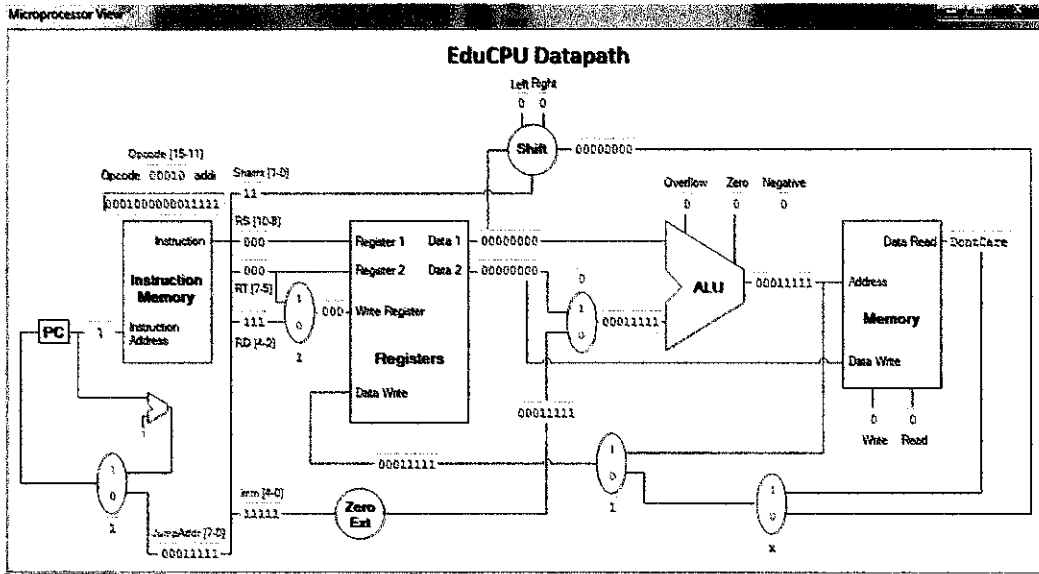 Microprocessor View
EduCPU Datapath
Left Right
0 0
Shift
00000000
Opcode [15-11]
Opcode 00010 addi
0001000000011111
Shamt [1-0]
11
Overflow Zero Negative
0 0 0
RS [10-8]
Instruction
000
Register 1
Data 1
00000000
Data Read
DontCare
000
Register 2
Data 2
00000000
Instruction
Memory
RT [7-5]
1
0
000
Write Register
0
1
0
00011111
ALU
00011111
Address
Memory
PC
1
Instruction
Address
111
RD [4-2]
1
Registers
Data Write
Data Write
00011111
0 0
Write Read
1
00011111
1
0
1
1
0
1
Imm [4-0]
11111
Zero
Ext
1
0
x
JumpAddr [7-0]
00011111